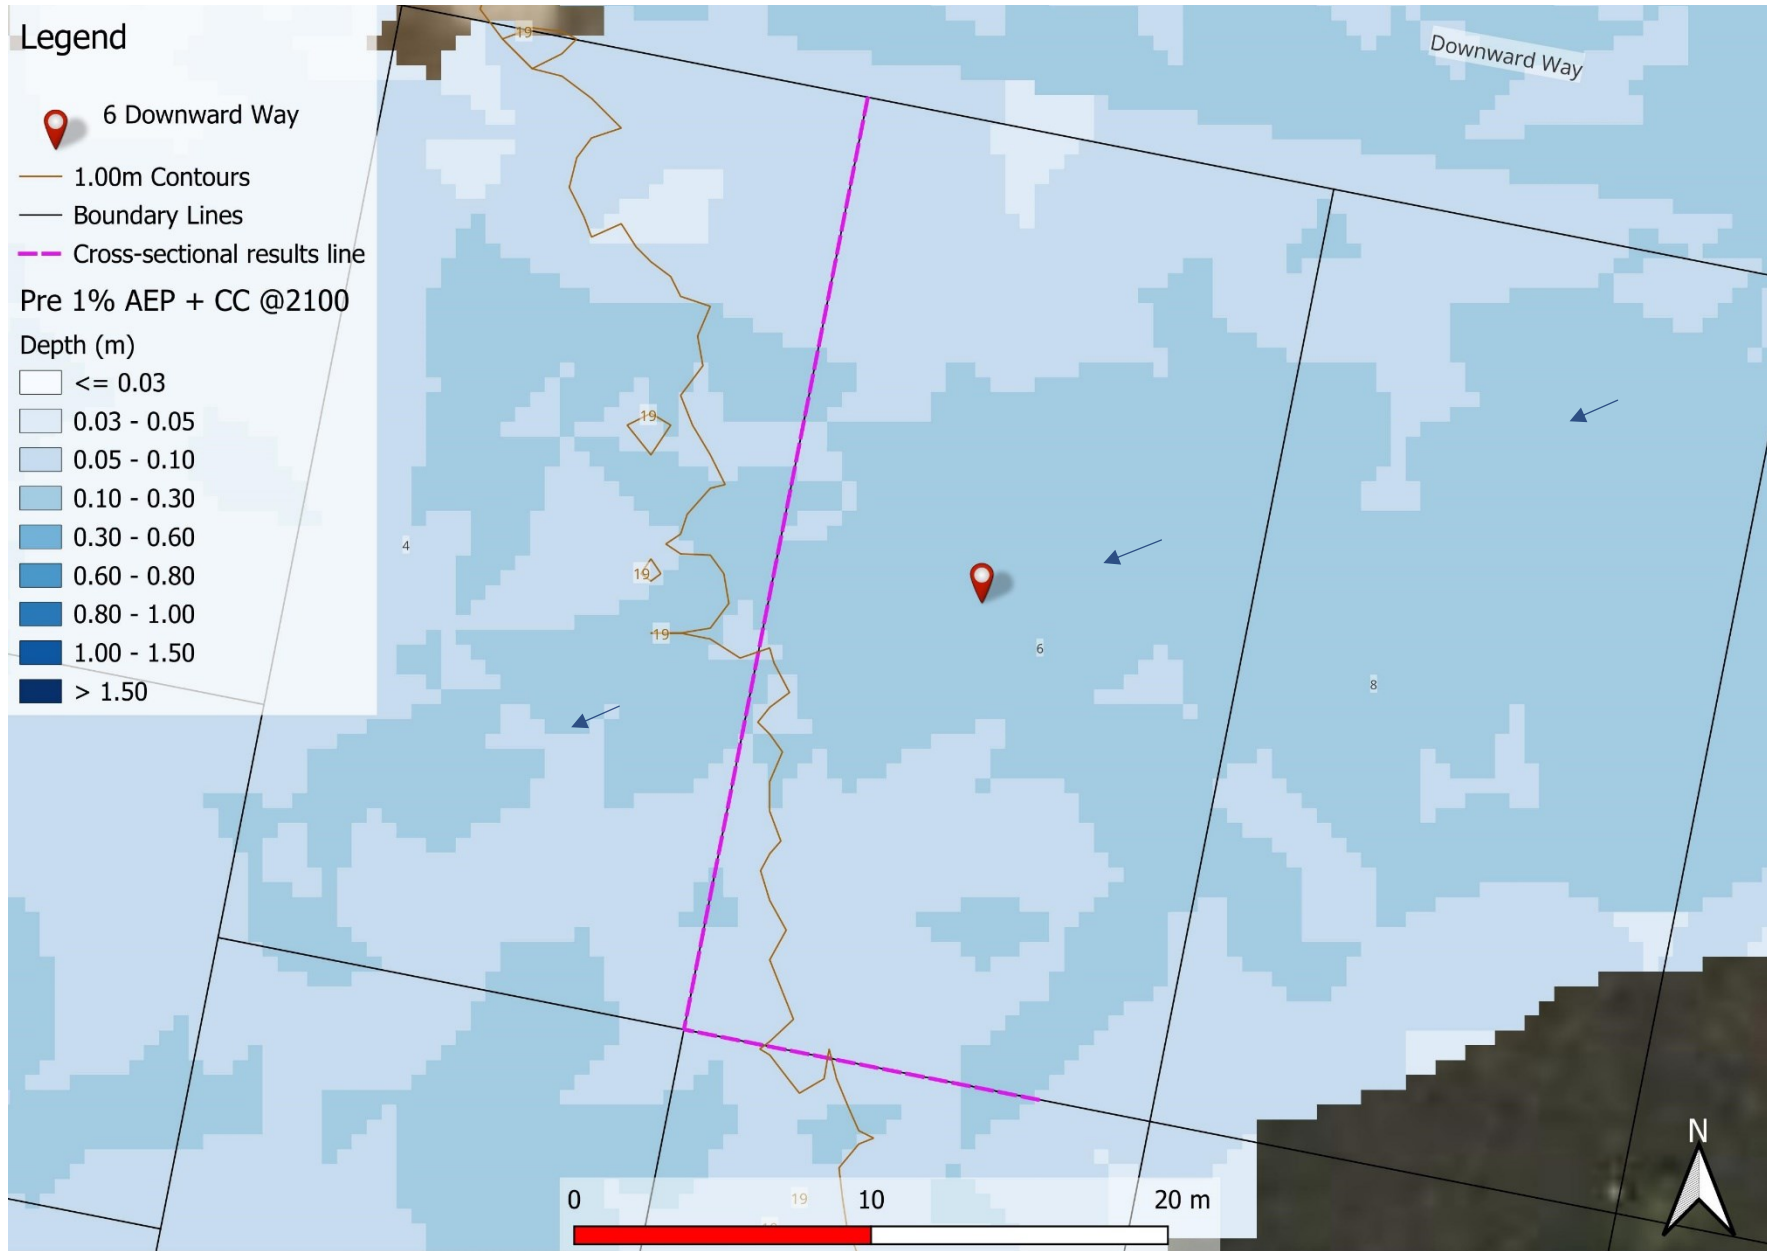 Legend
6 Downward Way
1.00m Contours
Boundary Lines
Cross-sectional results line
Pre 1% AEP + CC @2100
Depth (m)
<= 0.03
0.03 - 0.05
0.05 - 0.10
0.10 - 0.30
0.30 - 0.60
0.60 - 0.80
0.80 - 1.00
1.00 - 1.50
> 1.50
19
Downward Way
19
4
19
19
6
8
N
19
0 10 20 m